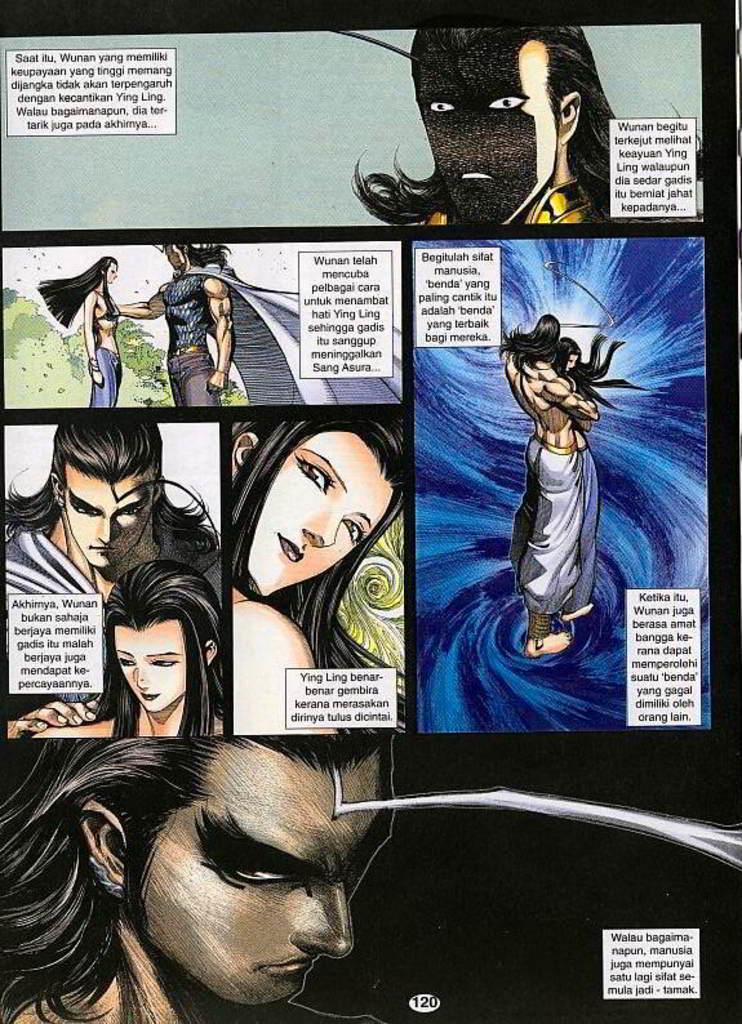 Saat itu, Wunan yang memiliki
keupayaan yang tinggi memang
dijangka tidak akan terpengaruh
dengan kecantikan Ying Ling.
Walau bagaimanapun, dia ter-
tarik juga pada akhirnya...
Wunan begitu
terkejut melihat
keayuan Ying
Ling walaupun
dia sedar gadis
itu berniat jahat
kepadanya...
Wunan telah
mencuba
pelbagai cara
untuk menambat
hati Ying Ling
sehingga gadis
itu sanggup
meninggalkan
Sang Asura...
Begitulah sifat
manusia,
'benda' yang
paling cantik itu
adalah 'benda'
yang terbaik
bagi mereka.
Akhirnya, Wunan
bukan sahaja
berjaya memiliki
gadis itu malah
berjaya juga
mendapat ke-
percayaannya.
Ying Ling benar-
benar gembira
kerana merasakan
dirinya tulus dicintai.
Ketika itu,
Wunan juga
berasa amat
bangga ke-
rana dapat
memperolehi
suatu 'benda'
yang gagal
dimiliki oleh
orang lain.
Walau bagaima-
napun, manusia
juga mempunyai
satu lagi sifat se-
mula jadi - tamak.
120